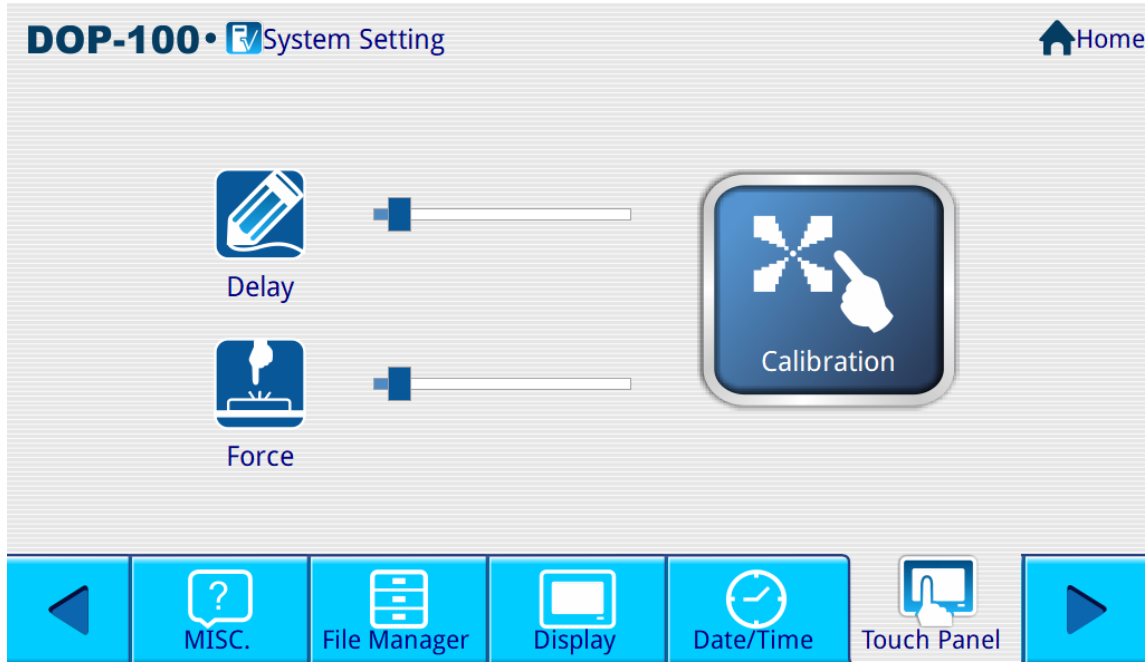 DOP-100• System Setting
Home
Delay
Calibration
Force
?
MISC.
File Manager
Display
Date/Time
Touch Panel